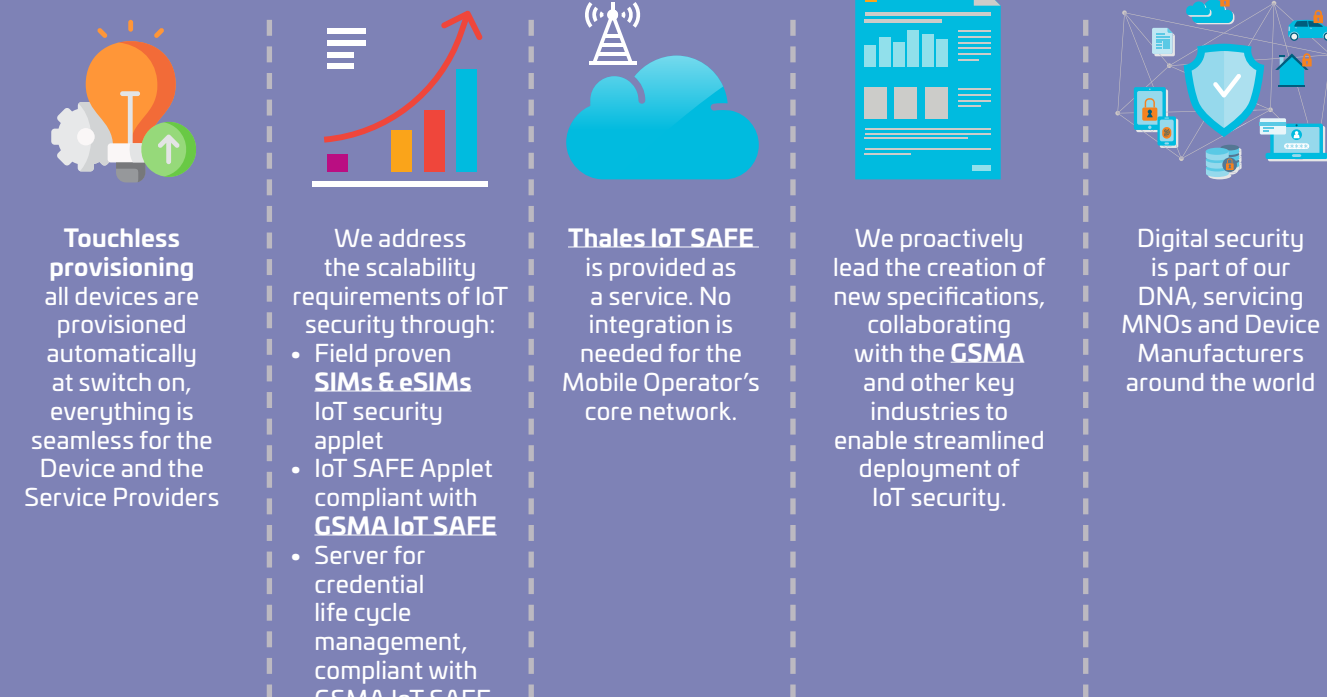 Touchless
provisioning
all devices are
provisioned
automatically
at switch on,
everything is
seamless for the
Device and the
Service Providers
We address
the scalability
requirements of IoT
security through:
• Field proven
SIMs & eSIMs
IoT security
applet
• IoT SAFE Applet
compliant with
GSMA IoT SAFE
• Server for
credential
life cycle
management,
compliant with
GSMA IoT SAFE
Thales IoT SAFE
is provided as
a service. No
integration is
needed for the
Mobile Operator's
core network.
We proactively
lead the creation of
new specifications,
collaborating
with the GSMA
and other key
industries to
enable streamlined
deployment of
IoT security.
Digital security
is part of our
DNA, servicing
MNOs and Device
Manufacturers
around the world